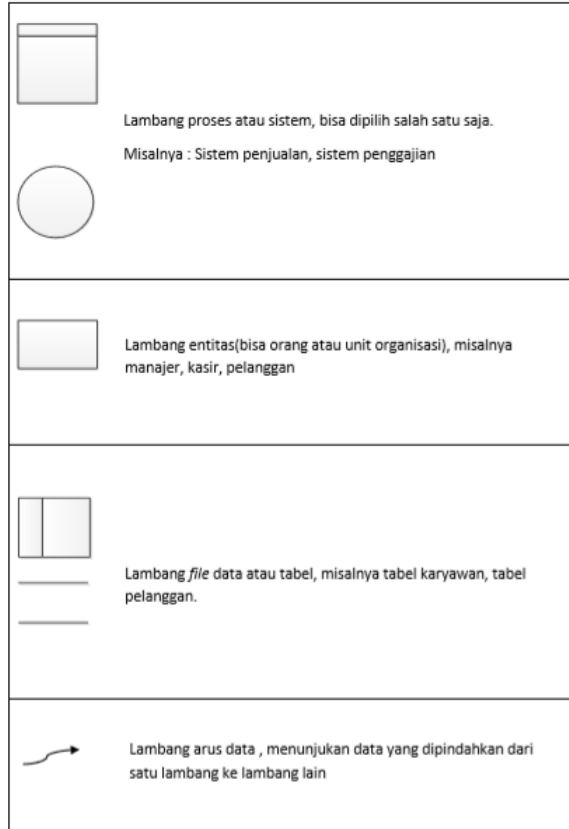 Lambang proses atau sistem, bisa dipilih salah satu saja.
Misalnya : Sistem penjualan, sistem penggajian
Lambang entitas(bisa orang atau unit organisasi), misalnya
manajer, kasir, pelanggan
Lambang file data atau tabel, misalnya tabel karyawan, tabel
pelanggan.
Lambang arus data , menunjukan data yang dipindahkan dari
satu lambang ke lambang lain